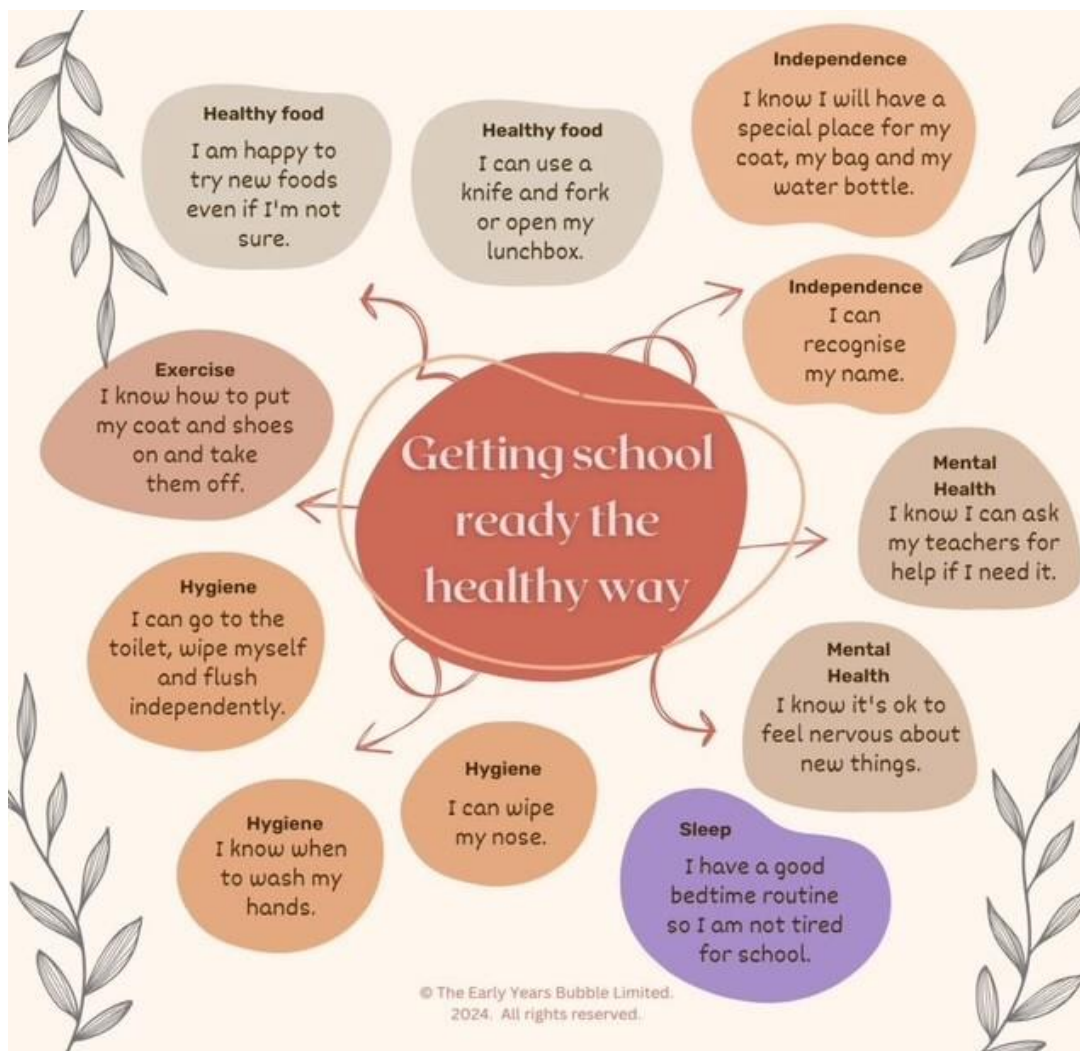 Healthy food
I am happy to
try new foods
even if I'm not
sure.
Healthy food
I can use a
knife and fork
or open my
lunchbox.
Independence
I know I will have a
special place for my
coat, my bag and my
water bottle.
Independence
I can
recognise
my name.
Exercise
I know how to put
my coat and shoes
on and take
them off.
Getting school
ready the
healthy way
Mental
Health
I know I can ask
my teachers for
help if I need it.
Hygiene
I can go to the
toilet, wipe myself
and flush
independently.
Mental
Health
I know it's ok to
feel nervous about
new things.
Hygiene
I can wipe
my nose.
Hygiene
I know when
to wash my
hands.
Sleep
I have a good
bedtime routine
so I am not tired
for school.
© The Early Years Bubble Limited.
2024. All rights reserved.